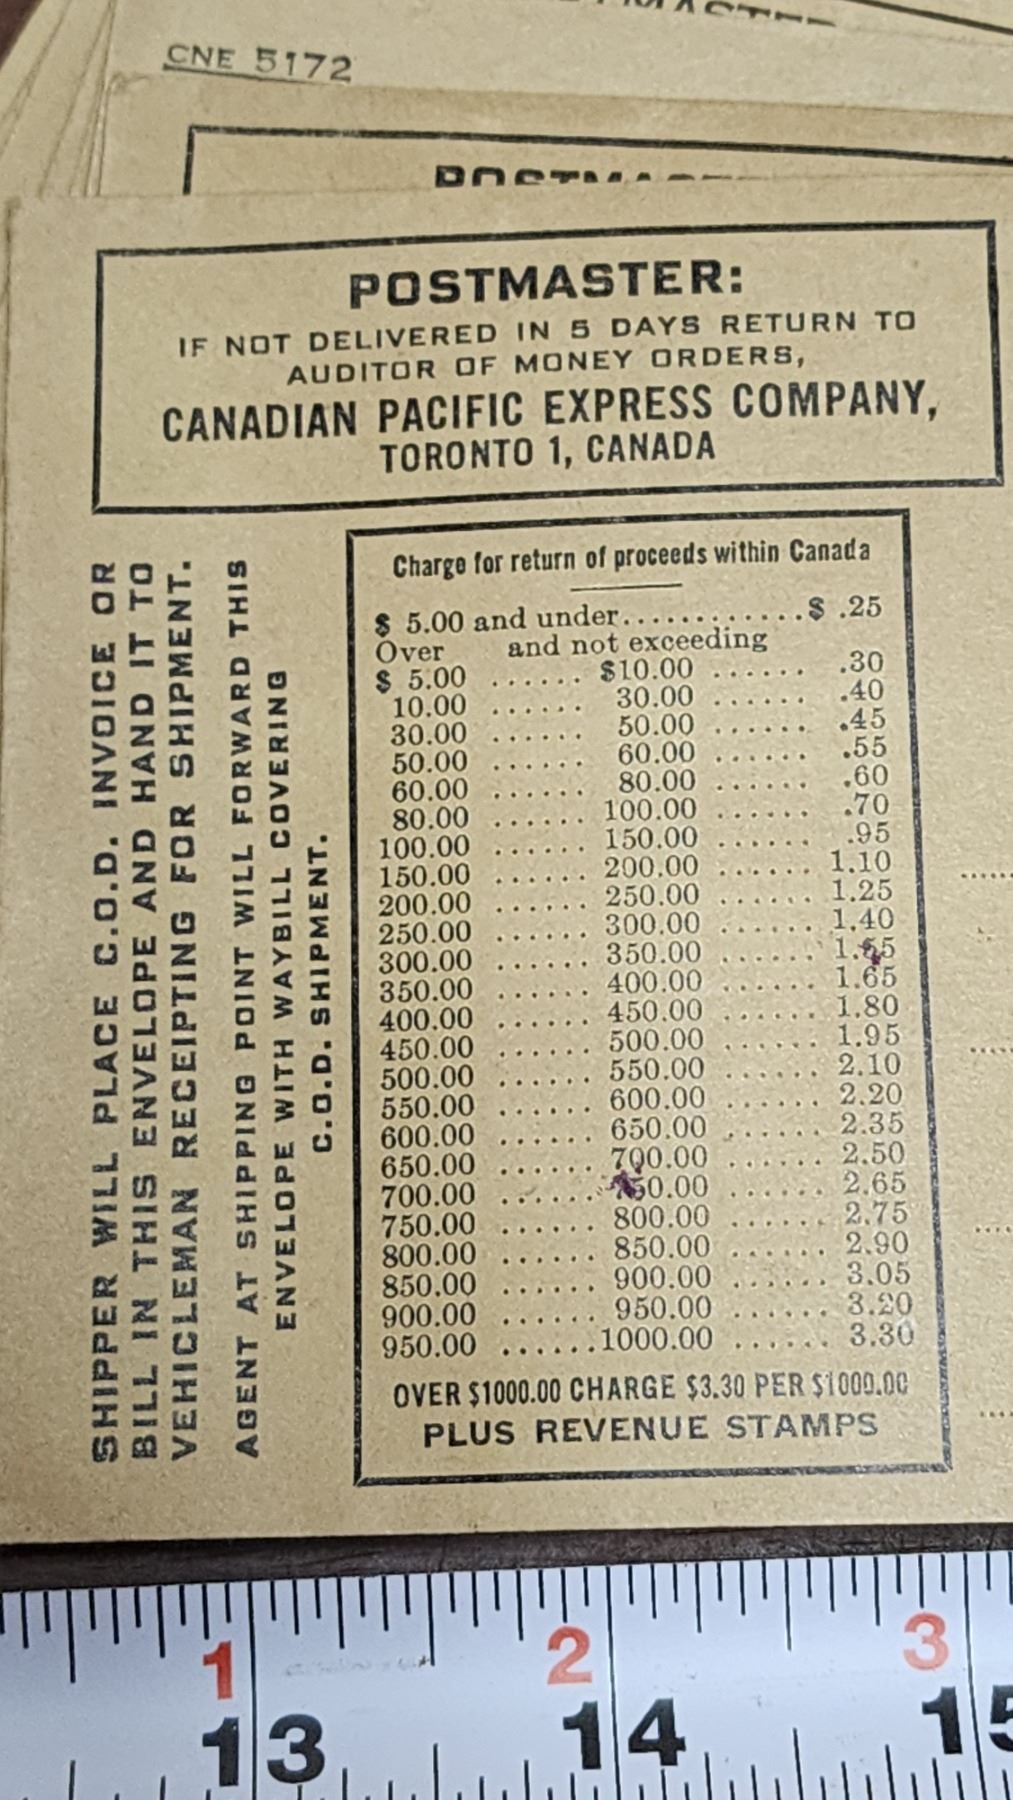 CNE 5172
POSTMASTER:
IF NOT DELIVERED IN 5 DAYS RETURN TO
AUDITOR OF MONEY ORDERS,
CANADIAN PACIFIC EXPRESS COMPANY,
TORONTO 1, CANADA
SHIPPER WILL PLACE C.O.D. INVOICE OR
BILL IN THIS ENVELOPE AND HAND IT TO
VEHICLEMAN RECEIPTING FOR SHIPMENT.
AGENT AT SHIPPING POINT WILL FORWARD THIS
ENVELOPE WITH WAYBILL COVERING
C.O.D. SHIPMENT.
Charge for return of proceeds within Canada
$ 5.00 and under............$ .25
Over and not exceeding
$ 5.00 ...... $10.00 ...... .30
10.00 ...... 30.00 ...... .40
30.00 ...... 50.00 ...... .45
50.00 ...... 60.00 ...... .55
60.00 ...... 80.00 ...... .60
80.00 ...... 100.00 ...... .70
100.00 ...... 150.00 ...... .95
150.00 ...... 200.00 ...... 1.10
200.00 ...... 250.00 ...... 1.25
250.00 ...... 300.00 ...... 1.40
300.00 ...... 350.00 ...... 1.55
350.00 ...... 400.00 ...... 1.65
400.00 ...... 450.00 ...... 1.80
450.00 ...... 500.00 ...... 1.95
500.00 ...... 550.00 ...... 2.10
550.00 ...... 600.00 ...... 2.20
600.00 ...... 650.00 ...... 2.35
650.00 ...... 700.00 ...... 2.50
700.00 ...... 750.00 ...... 2.65
750.00 ...... 800.00 ...... 2.75
800.00 ...... 850.00 ...... 2.90
850.00 ...... 900.00 ...... 3.05
900.00 ...... 950.00 ...... 3.20
950.00 ...... 1000.00 ...... 3.30
OVER $1000.00 CHARGE $3.30 PER $1000.00
PLUS REVENUE STAMPS
1 2 3
13 14 15